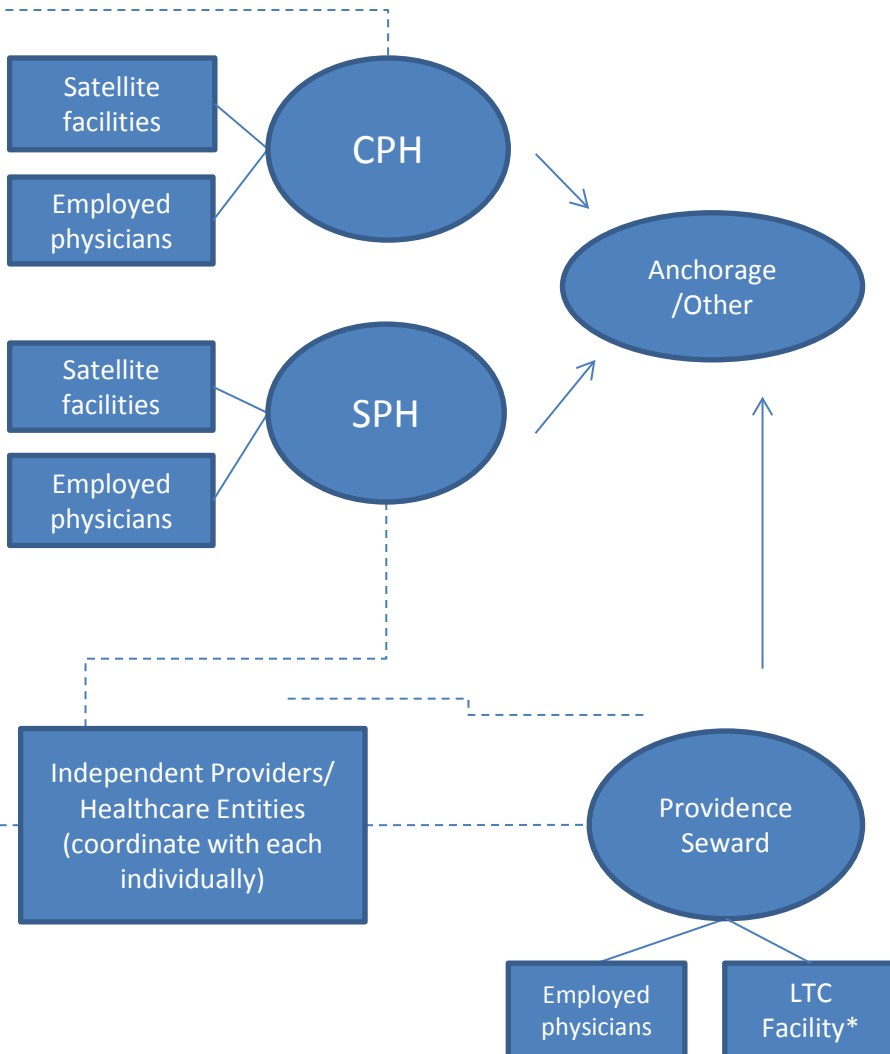 Satellite
facilities
CPH
Employed
physicians
Anchorage
/Other
Satellite
facilities
SPH
Employed
physicians
Independent Providers/
Healthcare Entities
(coordinate with each
individually)
Providence
Seward
Employed
physicians
LTC
Facility*